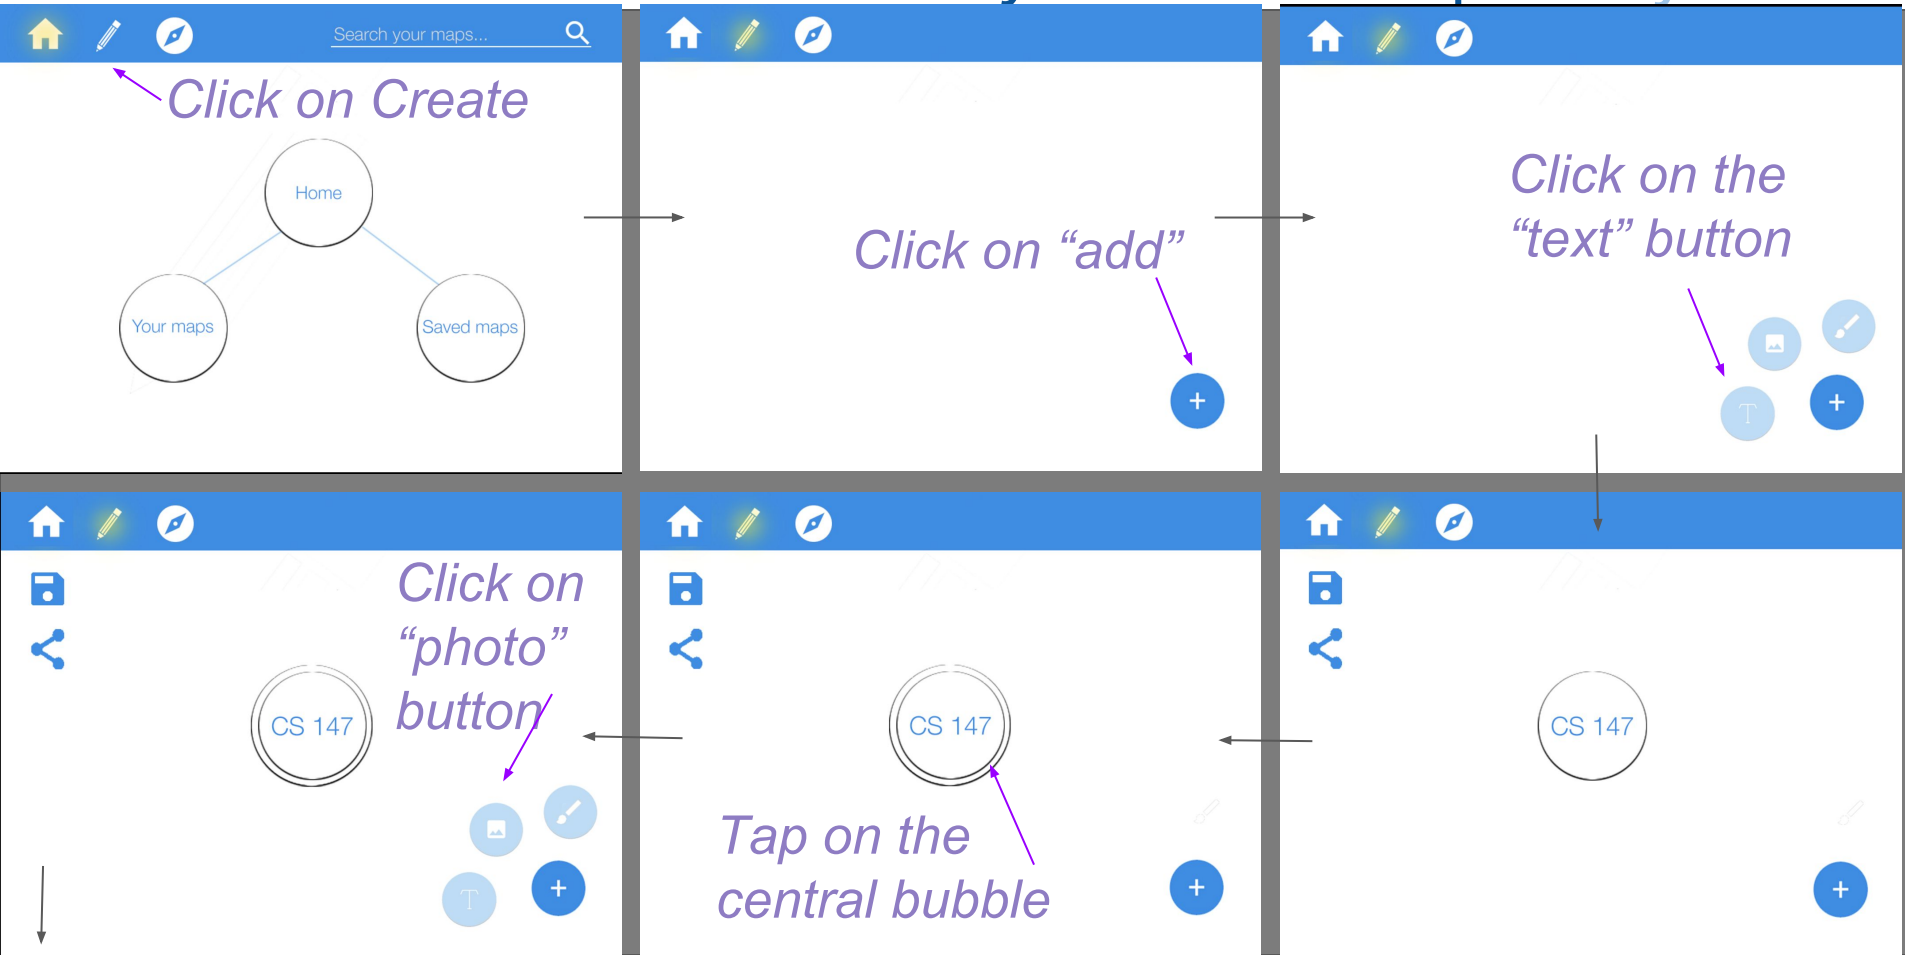 Search your maps...
Click on Create
Home
Your maps
Saved maps
Click on “add”
+
Click on the
“text” button
T
+
Click on
“photo”
button
CS 147
T
+
CS 147
Tap on the
central bubble
+
CS 147
+